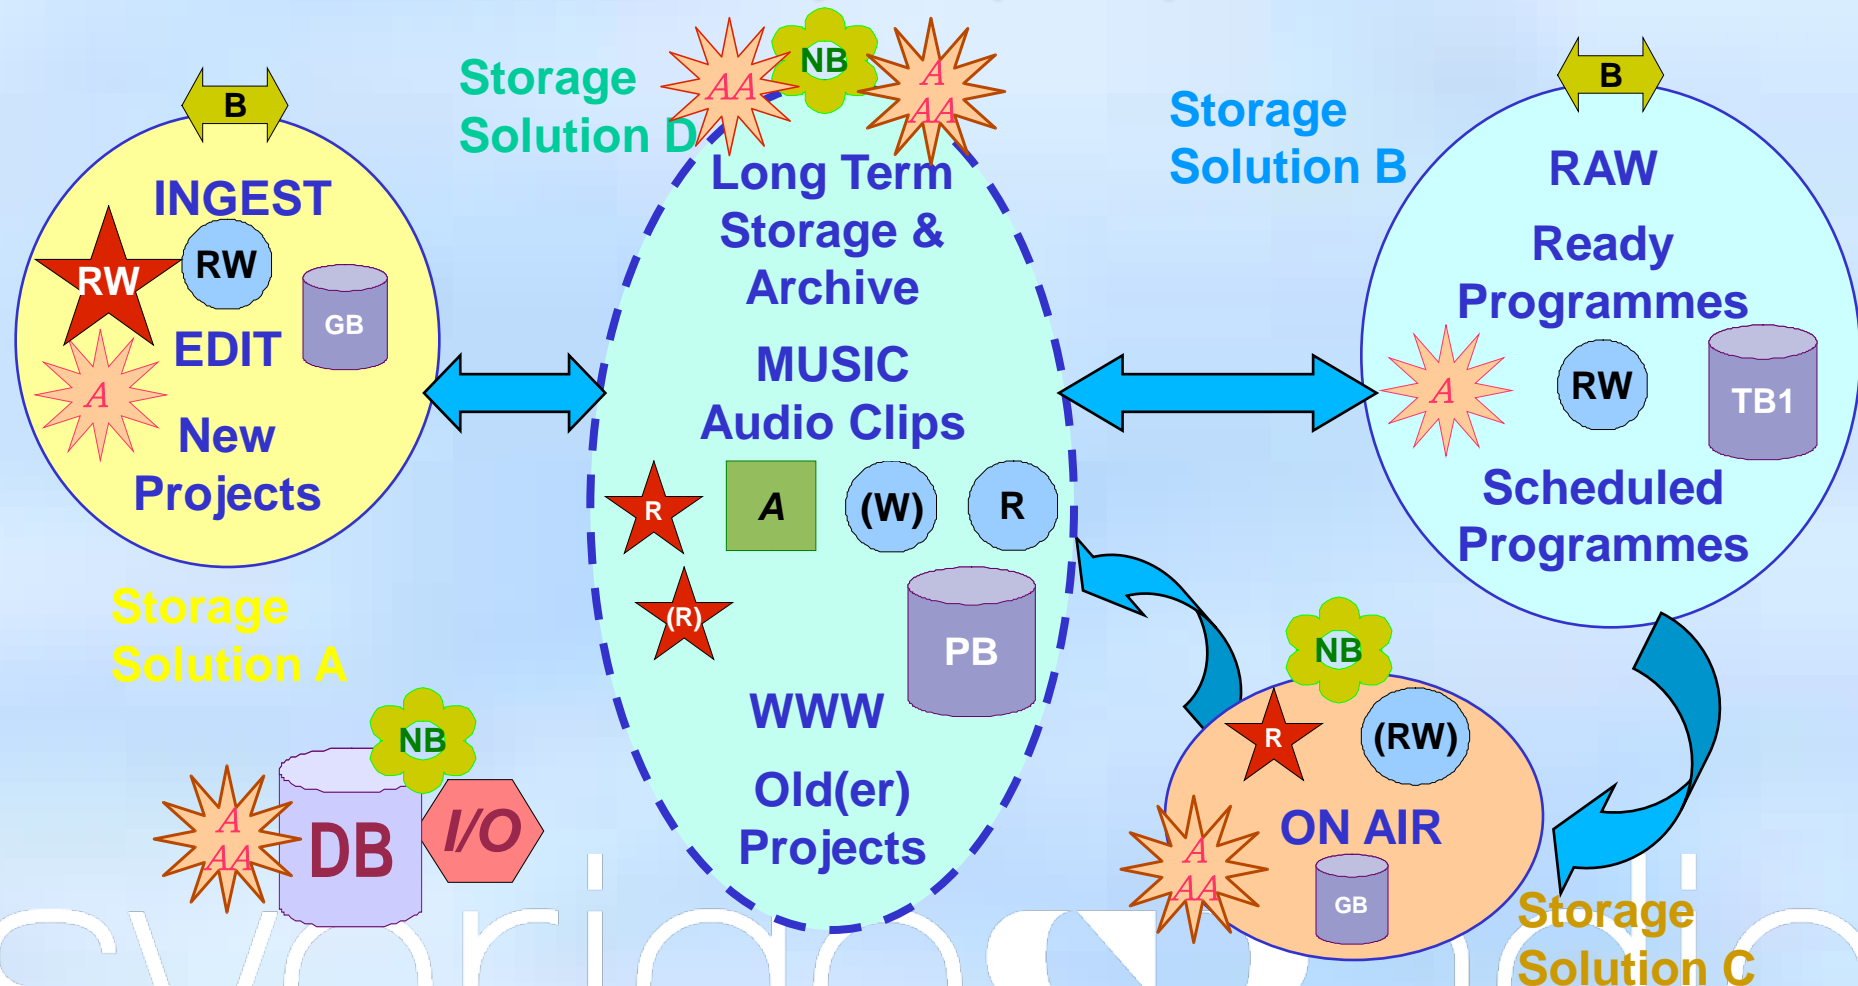 B
INGEST
RW
RW
GB
EDIT
A
New
Projects
Storage
Solution A
NB
A
AA
DB
I/O
Storage
Solution D
AA
NB
A
AA
Long Term
Storage &
Archive
MUSIC
Audio Clips
R
A
(W)
R
(R)
PB
WWW
Old(er)
Projects
Storage
Solution B
B
RAW
Ready
Programmes
A
RW
TB1
Scheduled
Programmes
NB
R
(RW)
ON AIR
A
AA
GB
Storage
Solution C